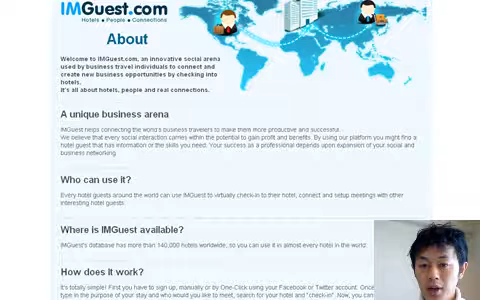 IMGuest.com
Hotels • People • Connections
About
Welcome to IMGuest.com, an innovative social arena
used by business travel individuals to connect and
create new business opportunities by checking into
hotels.
It's all about hotels, people and real connections.
A unique business arena
IMGuest helps connecting the world's business travelers to make them more productive and successful.
We believe that every social interaction carries within the potential to gain profit and benefits. By using our platform you might find a
hotel guest that has information or the skills you need. Your success as a professional depends upon expansion of your social and
business networking.
Who can use it?
Every hotel guests around the world can use IMGuest to virtually check-in to their hotel, connect and setup meetings with other
interesting hotel guests.
Where is IMGuest available?
IMGuest's database has more than 140,000 hotels worldwide, so you can use it in almost every hotel in the world.
How does it work?
It's totally simple! First you have to sign up, manually or by One-Click using your Facebook or Twitter account. Once
type in the purpose of your stay and who would you like to meet, search for your hotel and "check-in". Now, you can